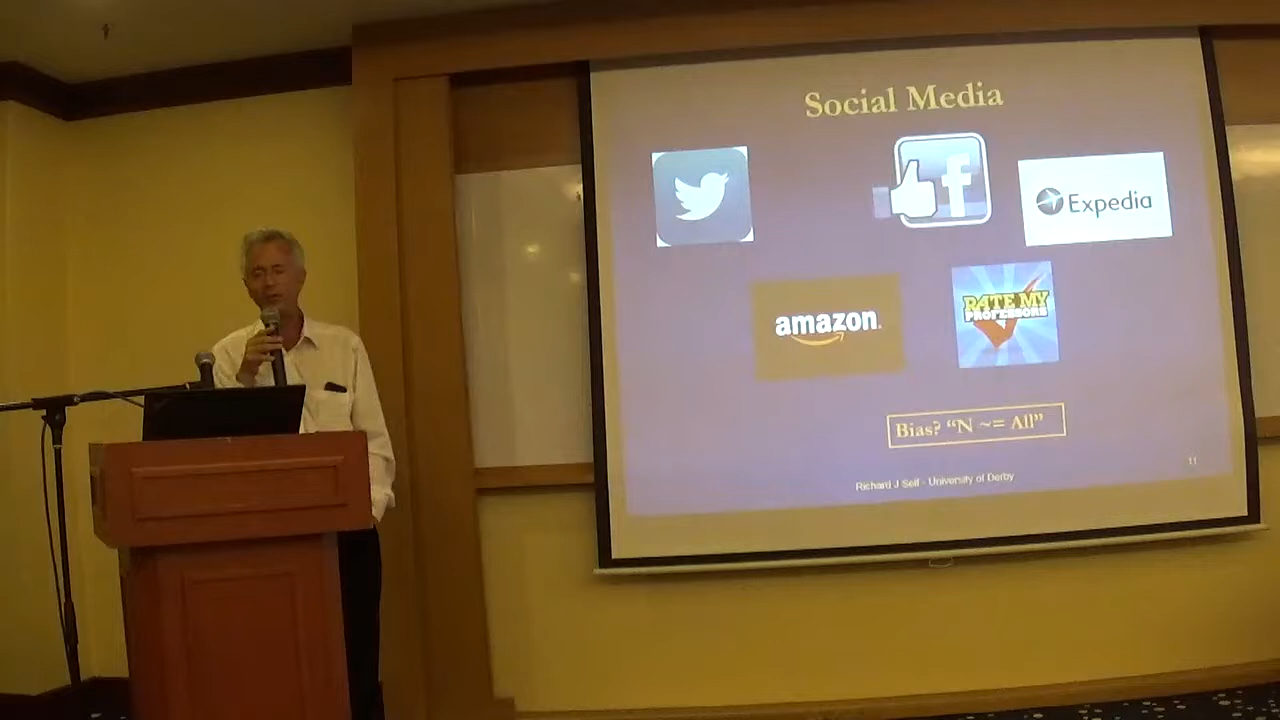 Social Media
f
Expedia
amazon
RATE MY
PROFESSORS
Bias? “N ~= All”
11
Richard J Self - University of Derby